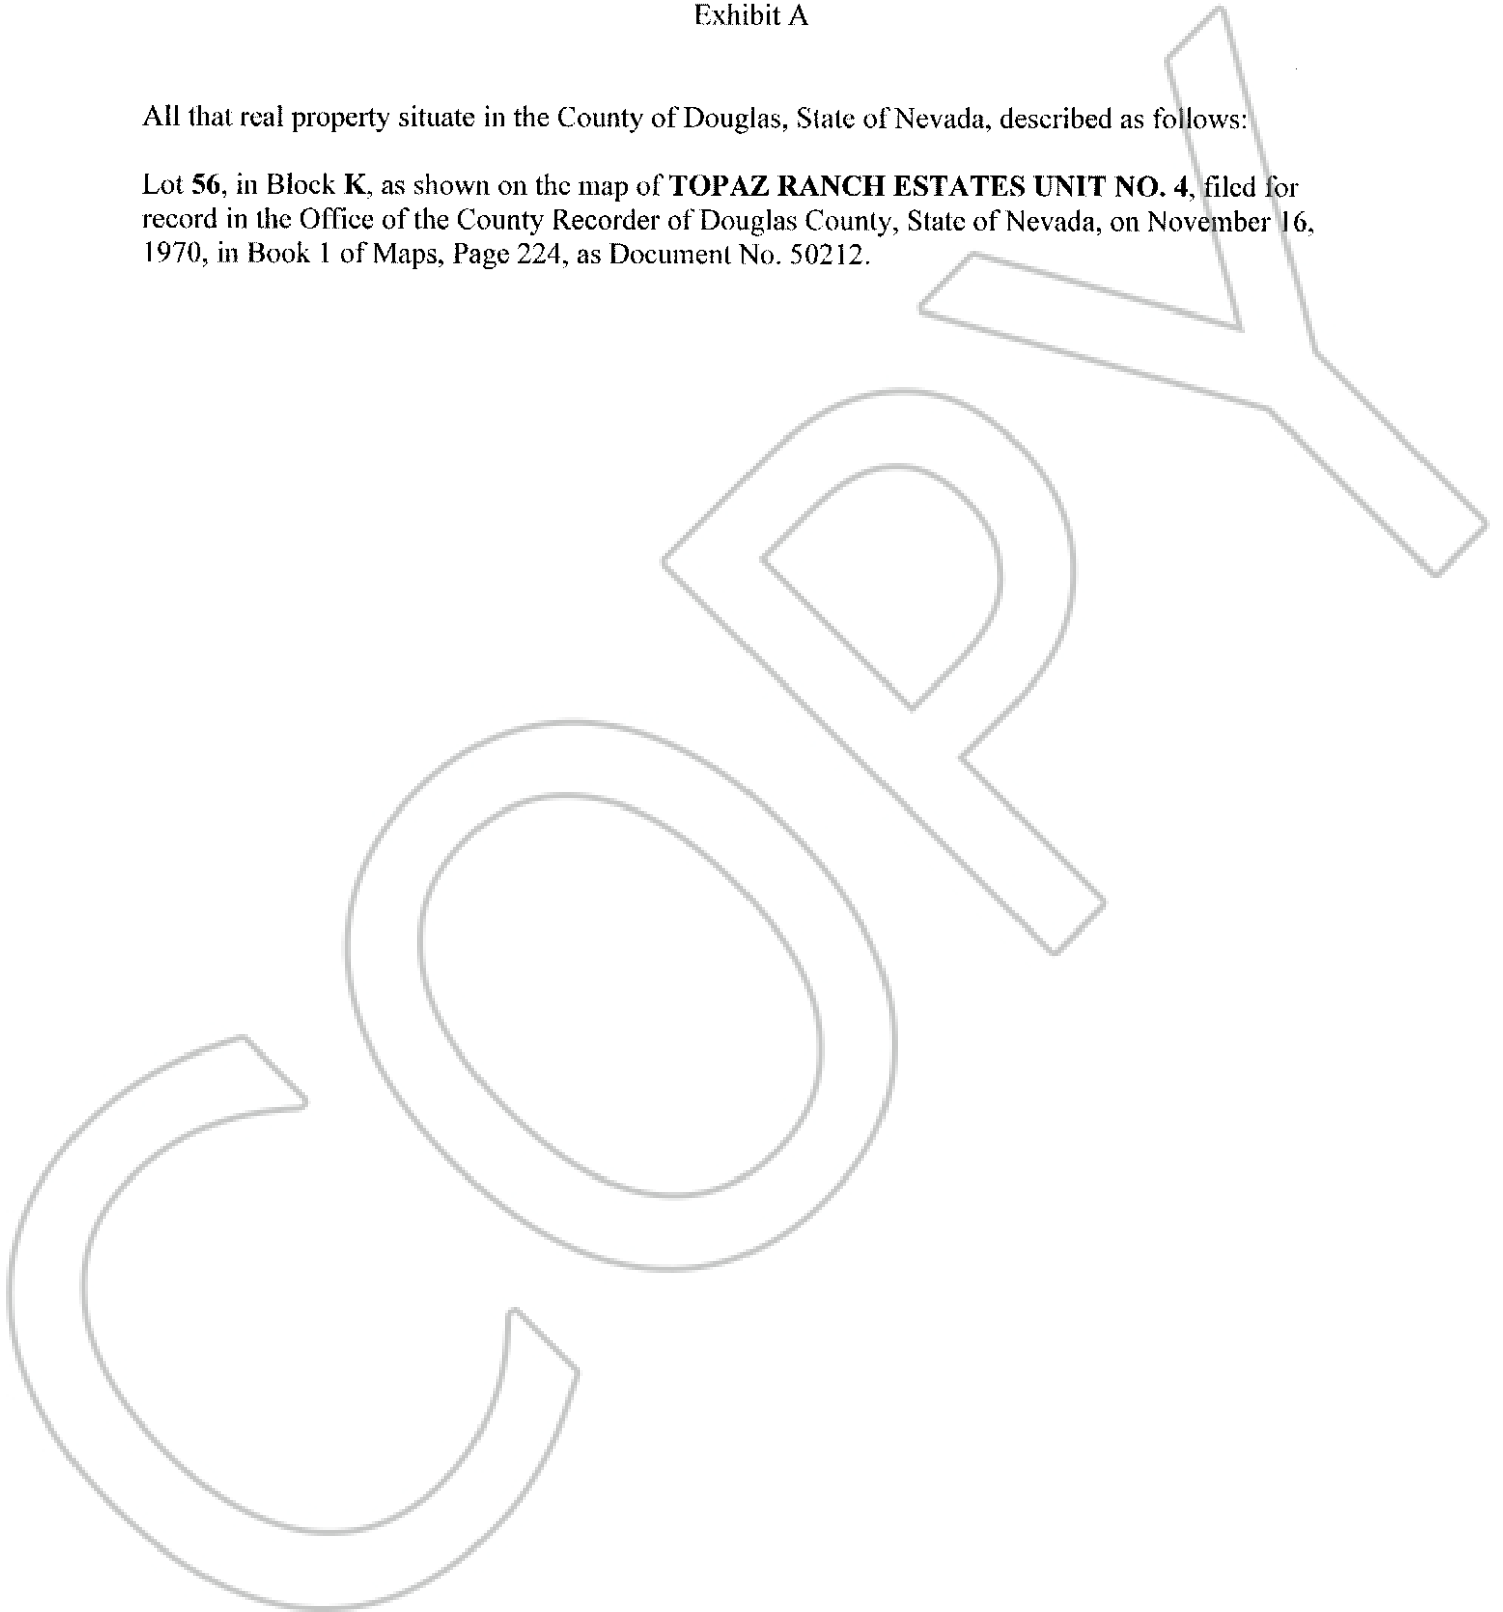 Exhibit A
All that real property situate in the County of Douglas, State of Nevada, described as follows:
Lot 56, in Block K, as shown on the map of TOPAZ RANCH ESTATES UNIT NO. 4, filed for
record in the Office of the County Recorder of Douglas County, State of Nevada, on November 16,
1970, in Book 1 of Maps, Page 224, as Document No. 50212.
COPY